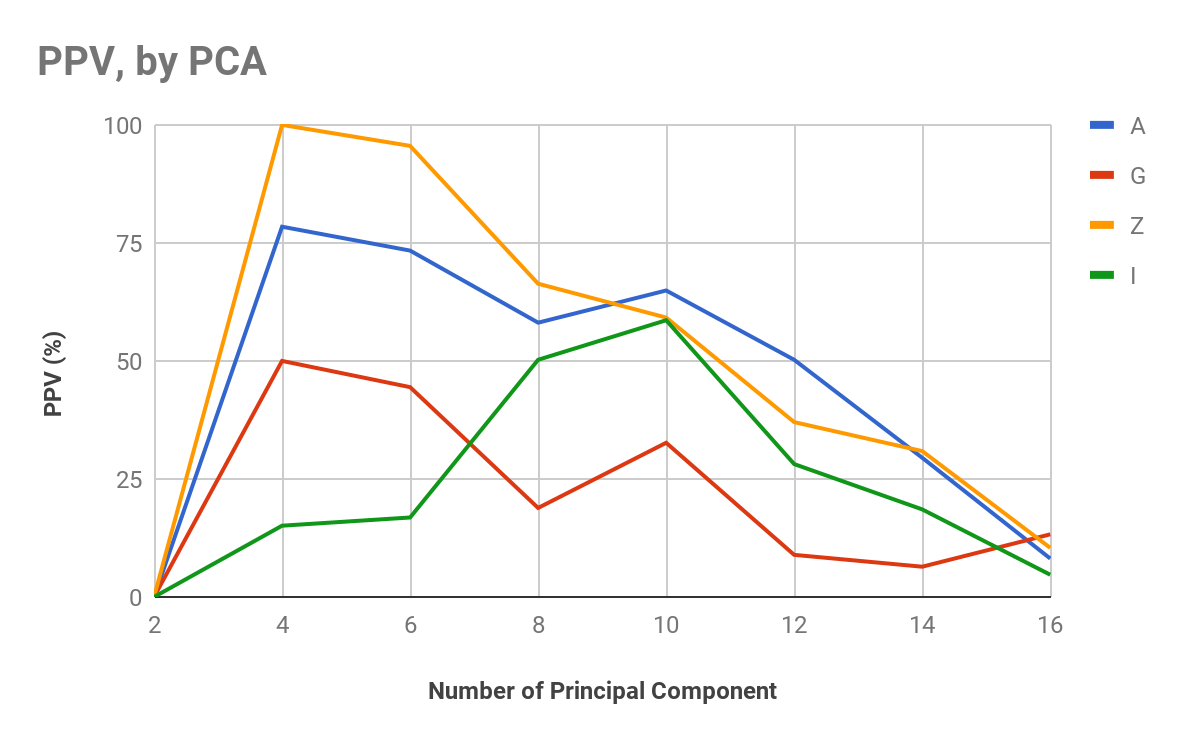 PPV, by PCA
100
75
50
25
0
PPV (%)
2 4 6 8 10 12 14 16
Number of Principal Component
A
G
Z
I